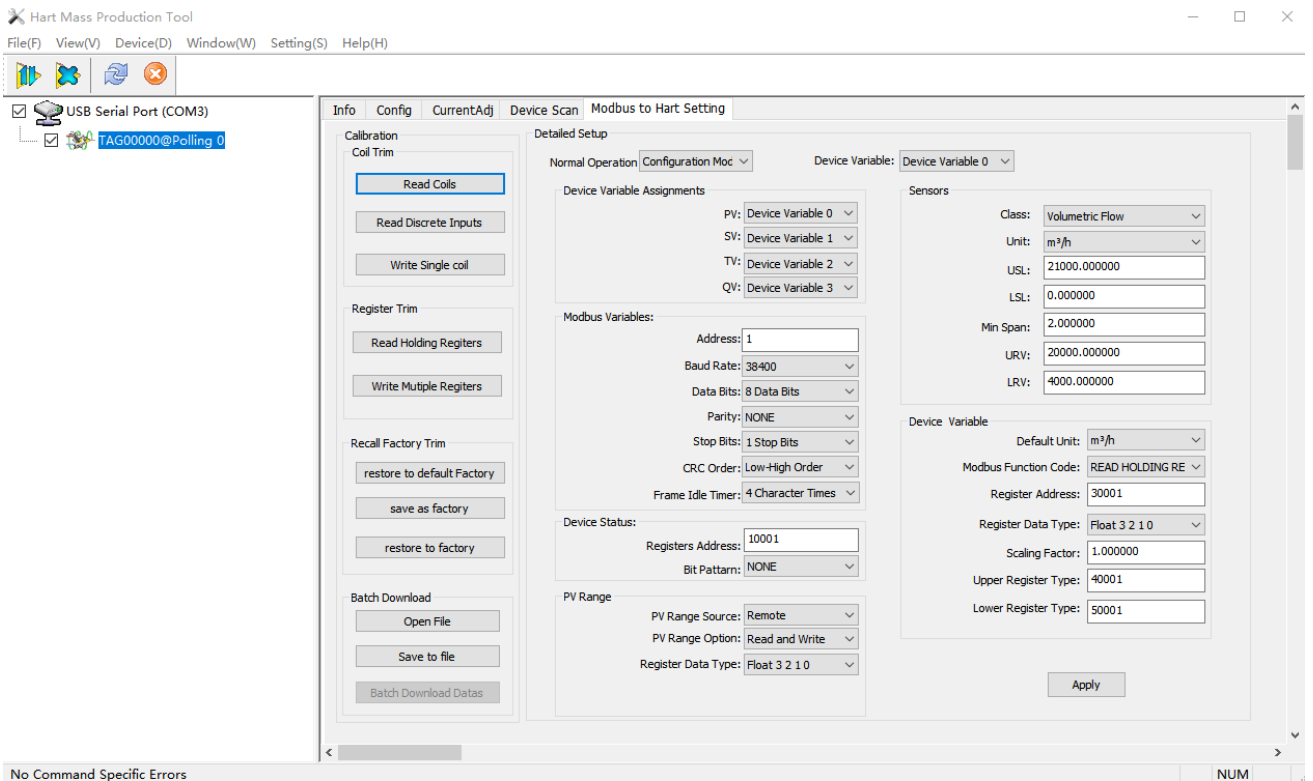 Hart Mass Production Tool
File(F) View(V) Device(D) Window(W) Setting(S) Help(H)
USB Serial Port (COM3)
TAG00000@Polling 0
Info Config CurrentAdj Device Scan Modbus to Hart Setting
Calibration
Coil Trim
Read Coils
Read Discrete Inputs
Write Single coil
Register Trim
Read Holding Regiters
Write Mutiple Regiters
Recall Factory Trim
restore to default Factory
save as factory
restore to factory
Batch Download
Open File
Save to file
Batch Download Datas
Detailed Setup
Normal Operation Configuration Mod
Device Variable: Device Variable 0
Device Variable Assignments
PV: Device Variable 0
SV: Device Variable 1
TV: Device Variable 2
QV: Device Variable 3
Modbus Variables:
Address: 1
Baud Rate: 38400
Data Bits: 8 Data Bits
Parity: NONE
Stop Bits: 1 Stop Bits
CRC Order: Low-High Order
Frame Idle Timer: 4 Character Times
Device Status:
Registers Address: 10001
Bit Pattarn: NONE
PV Range
PV Range Source: Remote
PV Range Option: Read and Write
Register Data Type: Float 3 2 1 0
Sensors
Class: Volumetric Flow
Unit: m³/h
USL: 21000.000000
LSL: 0.000000
Min Span: 2.000000
URV: 20000.000000
LRV: 4000.000000
Device Variable
Default Unit: m³/h
Modbus Function Code: READ HOLDING RE
Register Address: 30001
Register Data Type: Float 3 2 1 0
Scaling Factor: 1.000000
Upper Register Type: 40001
Lower Register Type: 50001
Apply
No Command Specific Errors
NUM